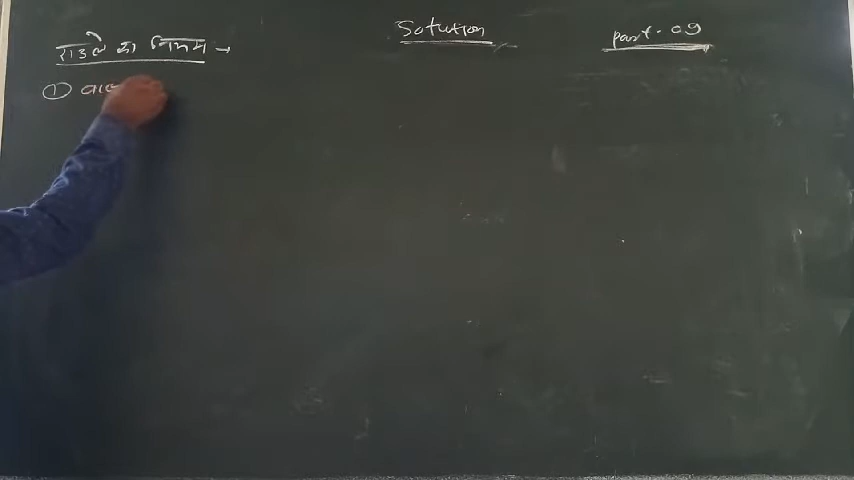 Solution
part - 09
राउल्ट का नियम →
① वाष्